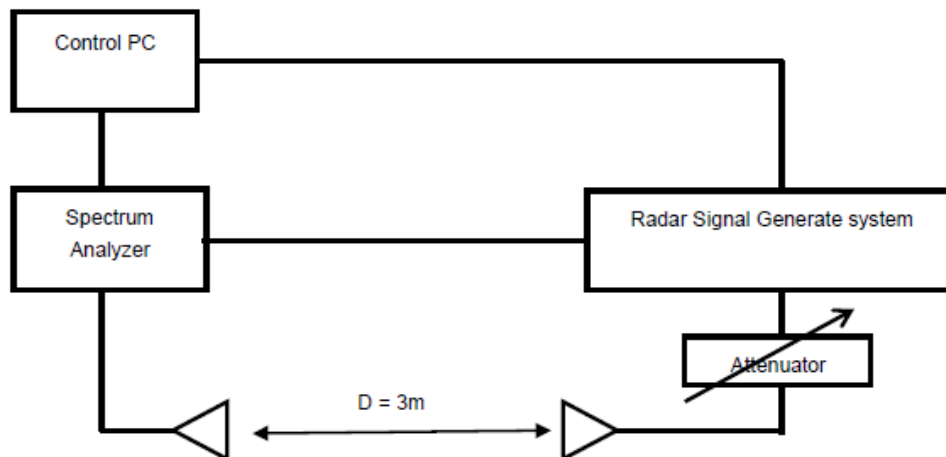 Control PC
Spectrum
Analyzer
Radar Signal Generate system
Attenuator
D = 3m